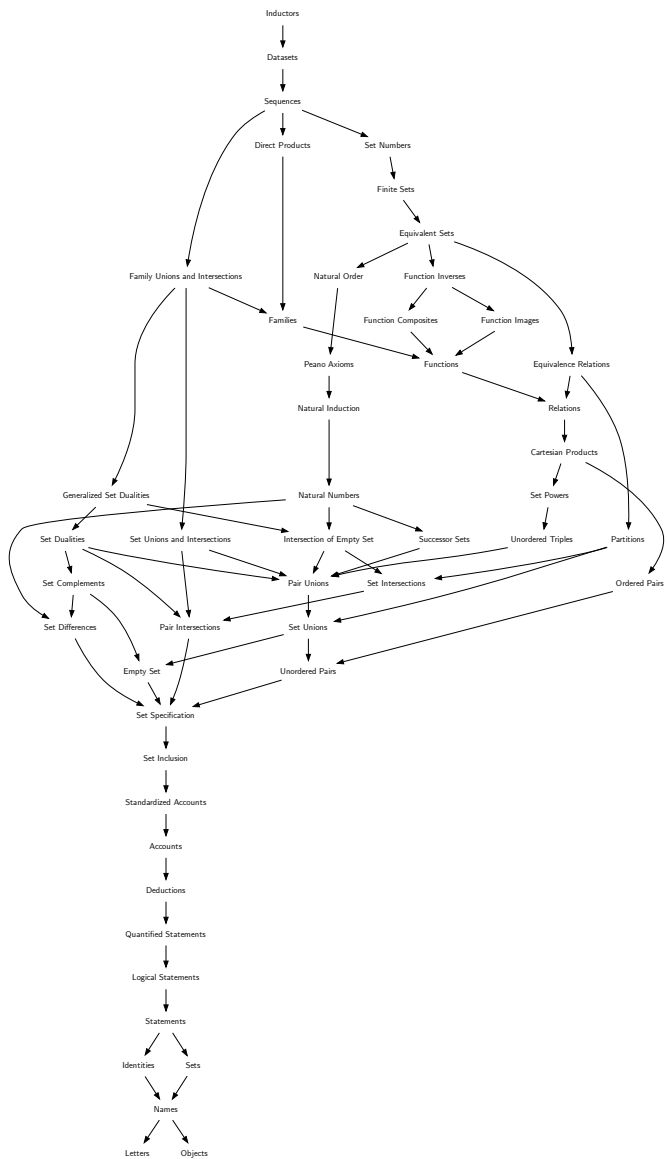 Inductors
Datasets
Sequences
Direct Products
Set Numbers
Finite Sets
Equivalent Sets
Family Unions and Intersections
Natural Order
Function Inverses
Families
Function Composites
Function Images
Peano Axioms
Functions
Equivalence Relations
Natural Induction
Relations
Cartesian Products
Generalized Set Dualities
Natural Numbers
Set Powers
Set Dualities
Set Unions and Intersections
Intersection of Empty Set
Successor Sets
Unordered Triples
Partitions
Set Complements
Pair Unions
Set Intersections
Ordered Pairs
Set Differences
Pair Intersections
Set Unions
Empty Set
Unordered Pairs
Set Specification
Set Inclusion
Standardized Accounts
Accounts
Deductions
Quantified Statements
Logical Statements
Statements
Identities
Sets
Names
Letters
Objects